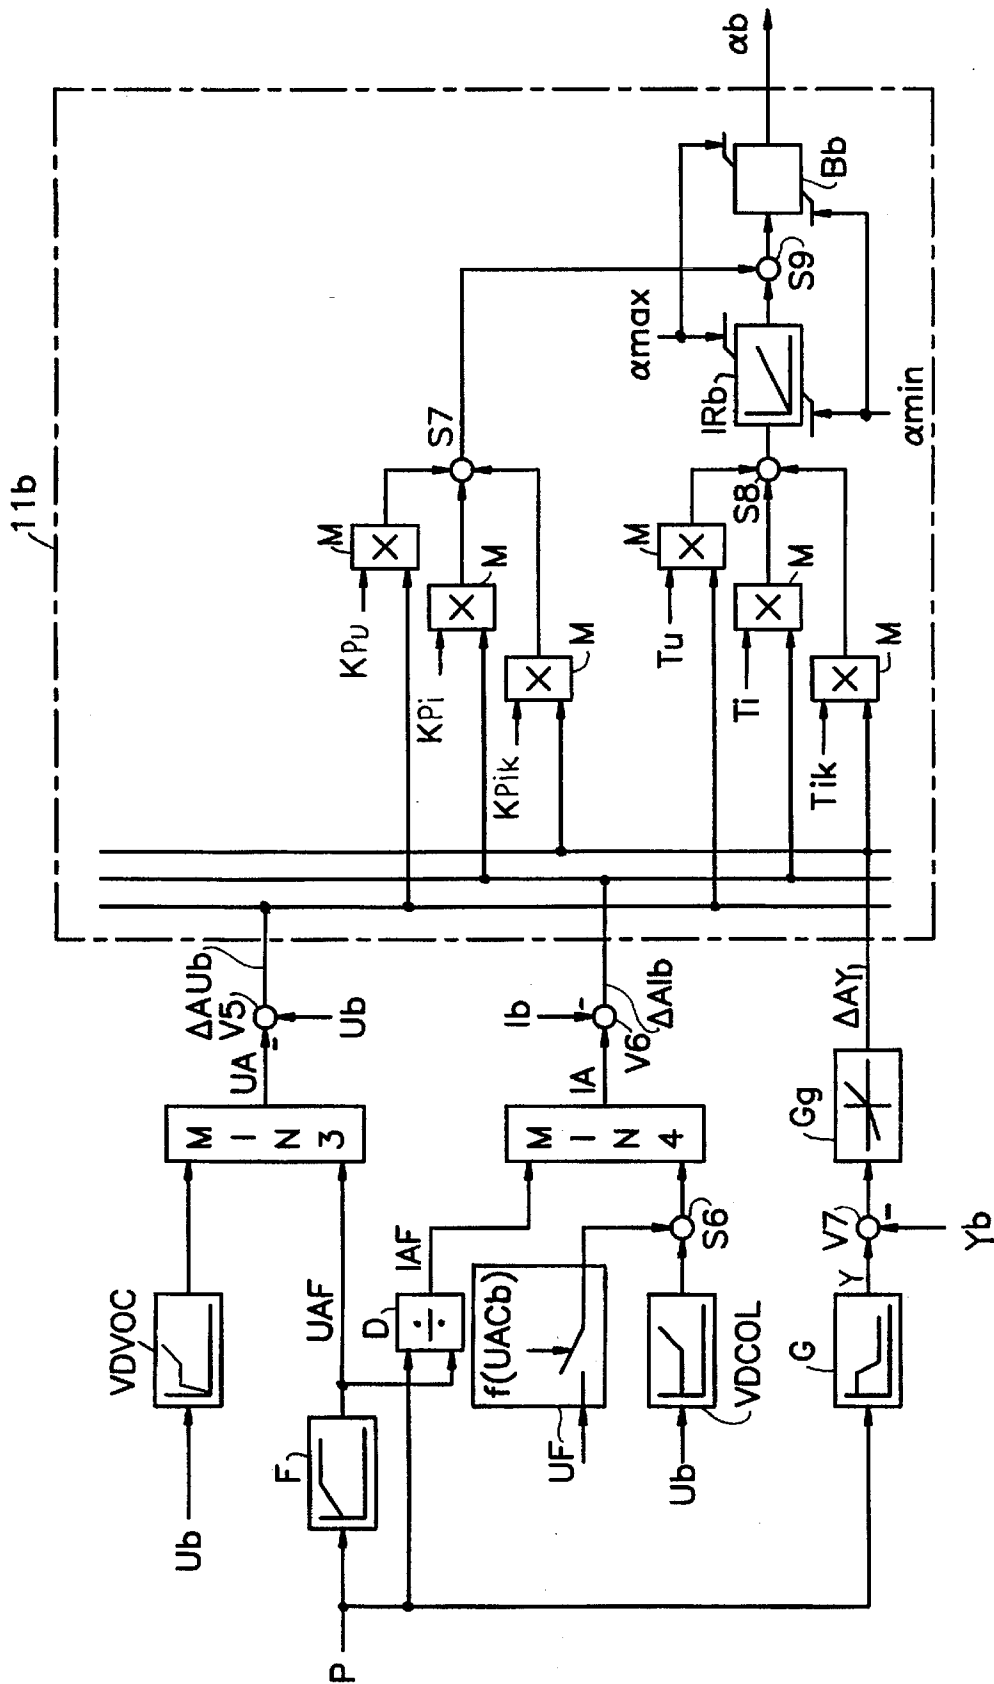 11b
αb
Bb
S9
αmax
IRb
αmin
S7
S8
M
M
M
M
M
M
KPu
KPi
KPik
Tu
Ti
Tik
ΔAUb
V5
Ub
UA
MIN3
VDVOC
Ub
ΔAIb
V6
Ib
IA
MIN4
IAF
S6
UAF
D
f(UACb)
UF
VDCOL
Ub
F
P
ΔAY
Gg
V7
Yb
Y
G